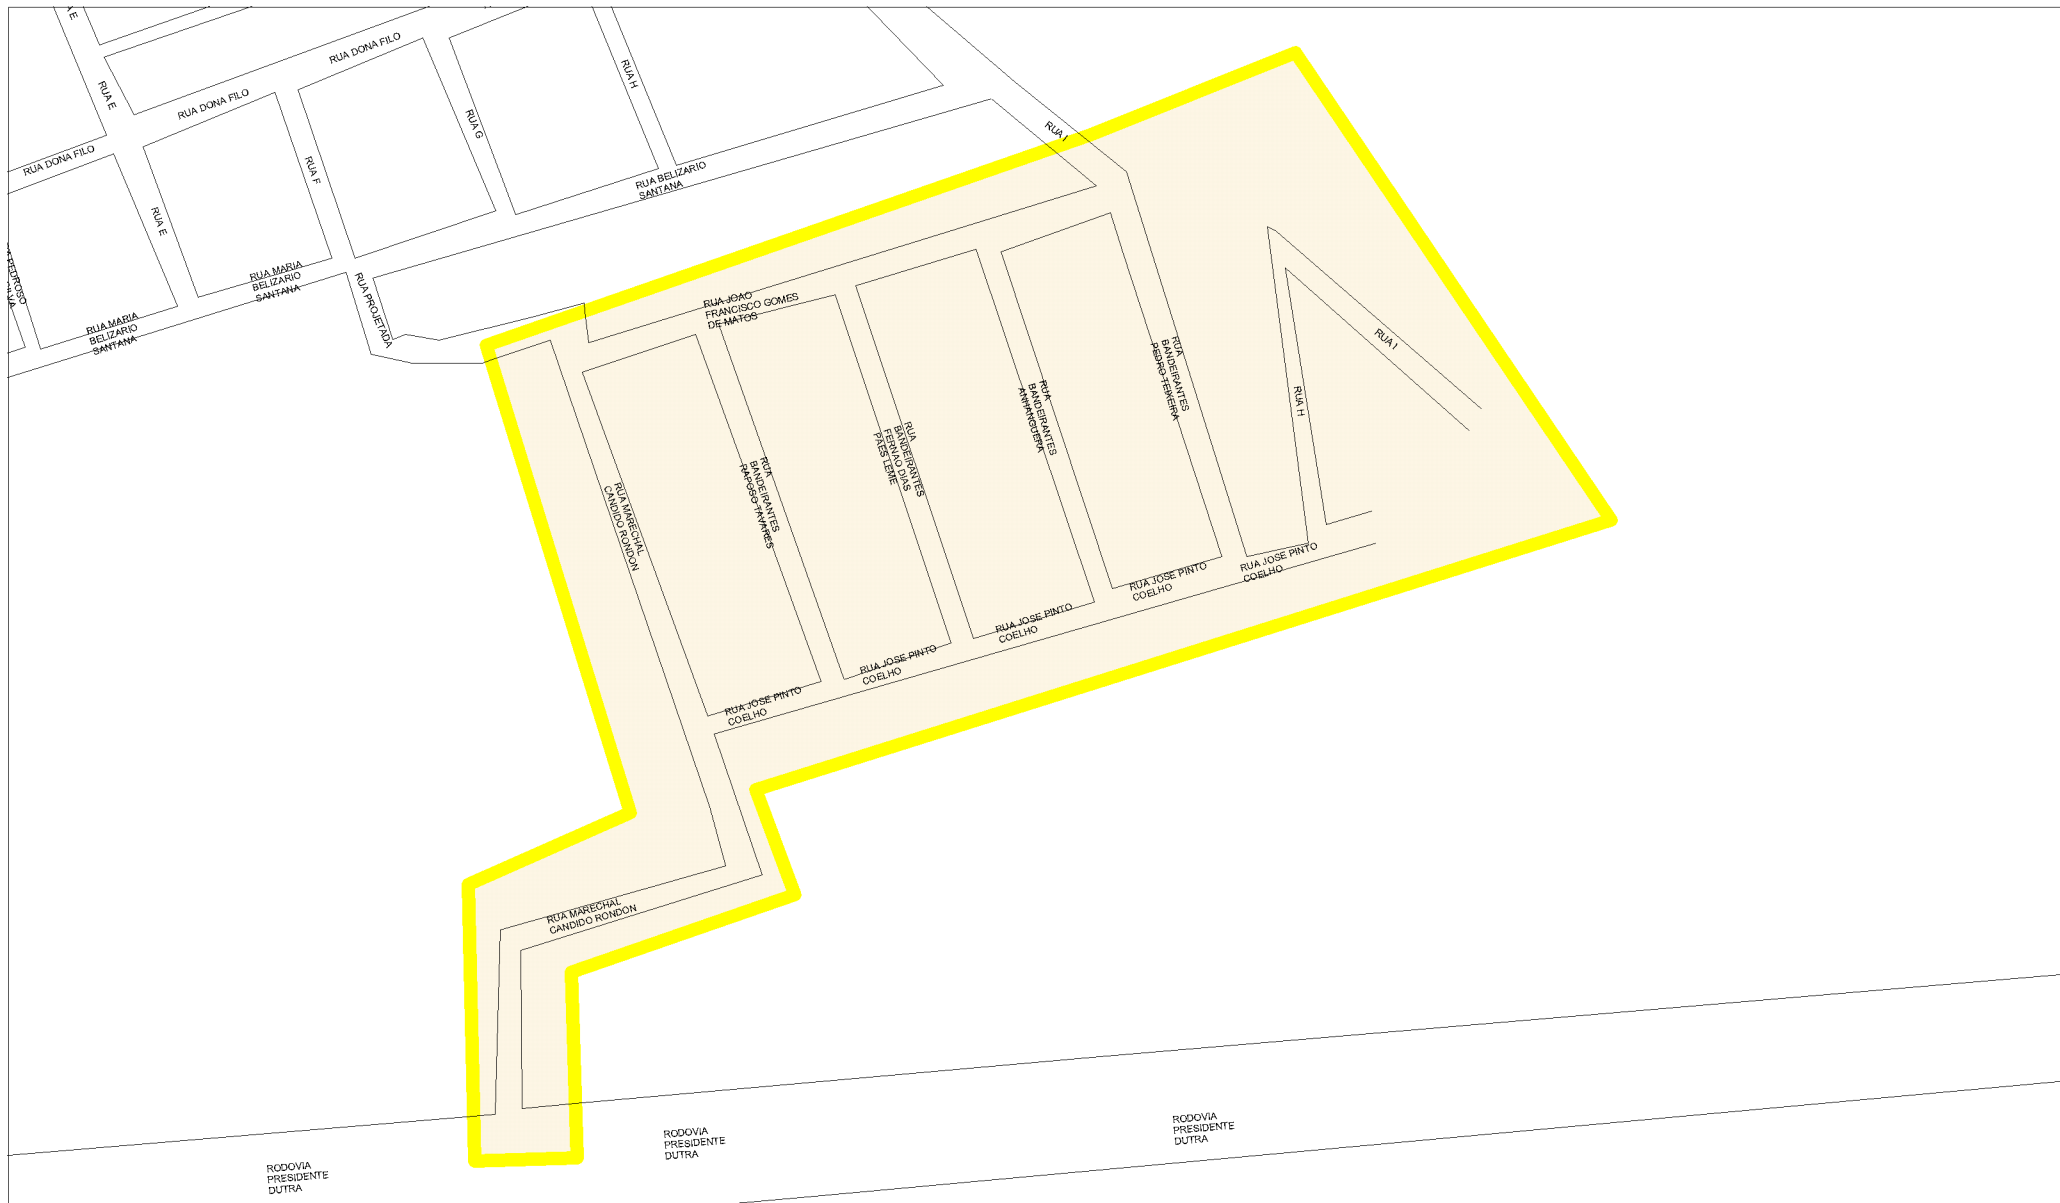 RUA E
RUA DONA FILO
RUA H
RUA E
RUA DONA FILO
RUA G
RUA I
RUA DONA FILO
RUA F
RUA BELIZARIO
SANTANA
RUA E
PEDROSO
RUA MARIA
BELIZARIO
SANTANA
RUA PROJETADA
RUA MARIA
BELIZARIO
SANTANA
RUA JOAO
FRANCISCO GOMES
DE MATOS
RUA I
RUA
BANDEIRANTES
PEDRO TEIXEIRA
RUA H
RUA
BANDEIRANTES
ANHANGUERA
RUA
BANDEIRANTES
FERNAO DIAS
PAES LEME
RUA
BANDEIRANTES
RAPOSO TAVARES
RUA MARECHAL
CANDIDO RONDON
RUA JOSE PINTO
COELHO
RUA JOSE PINTO
COELHO
RUA JOSE PINTO
COELHO
RUA JOSE PINTO
COELHO
RUA JOSE PINTO
COELHO
RUA MARECHAL
CANDIDO RONDON
RODOVIA
PRESIDENTE
DUTRA
RODOVIA
PRESIDENTE
DUTRA
RODOVIA
PRESIDENTE
DUTRA